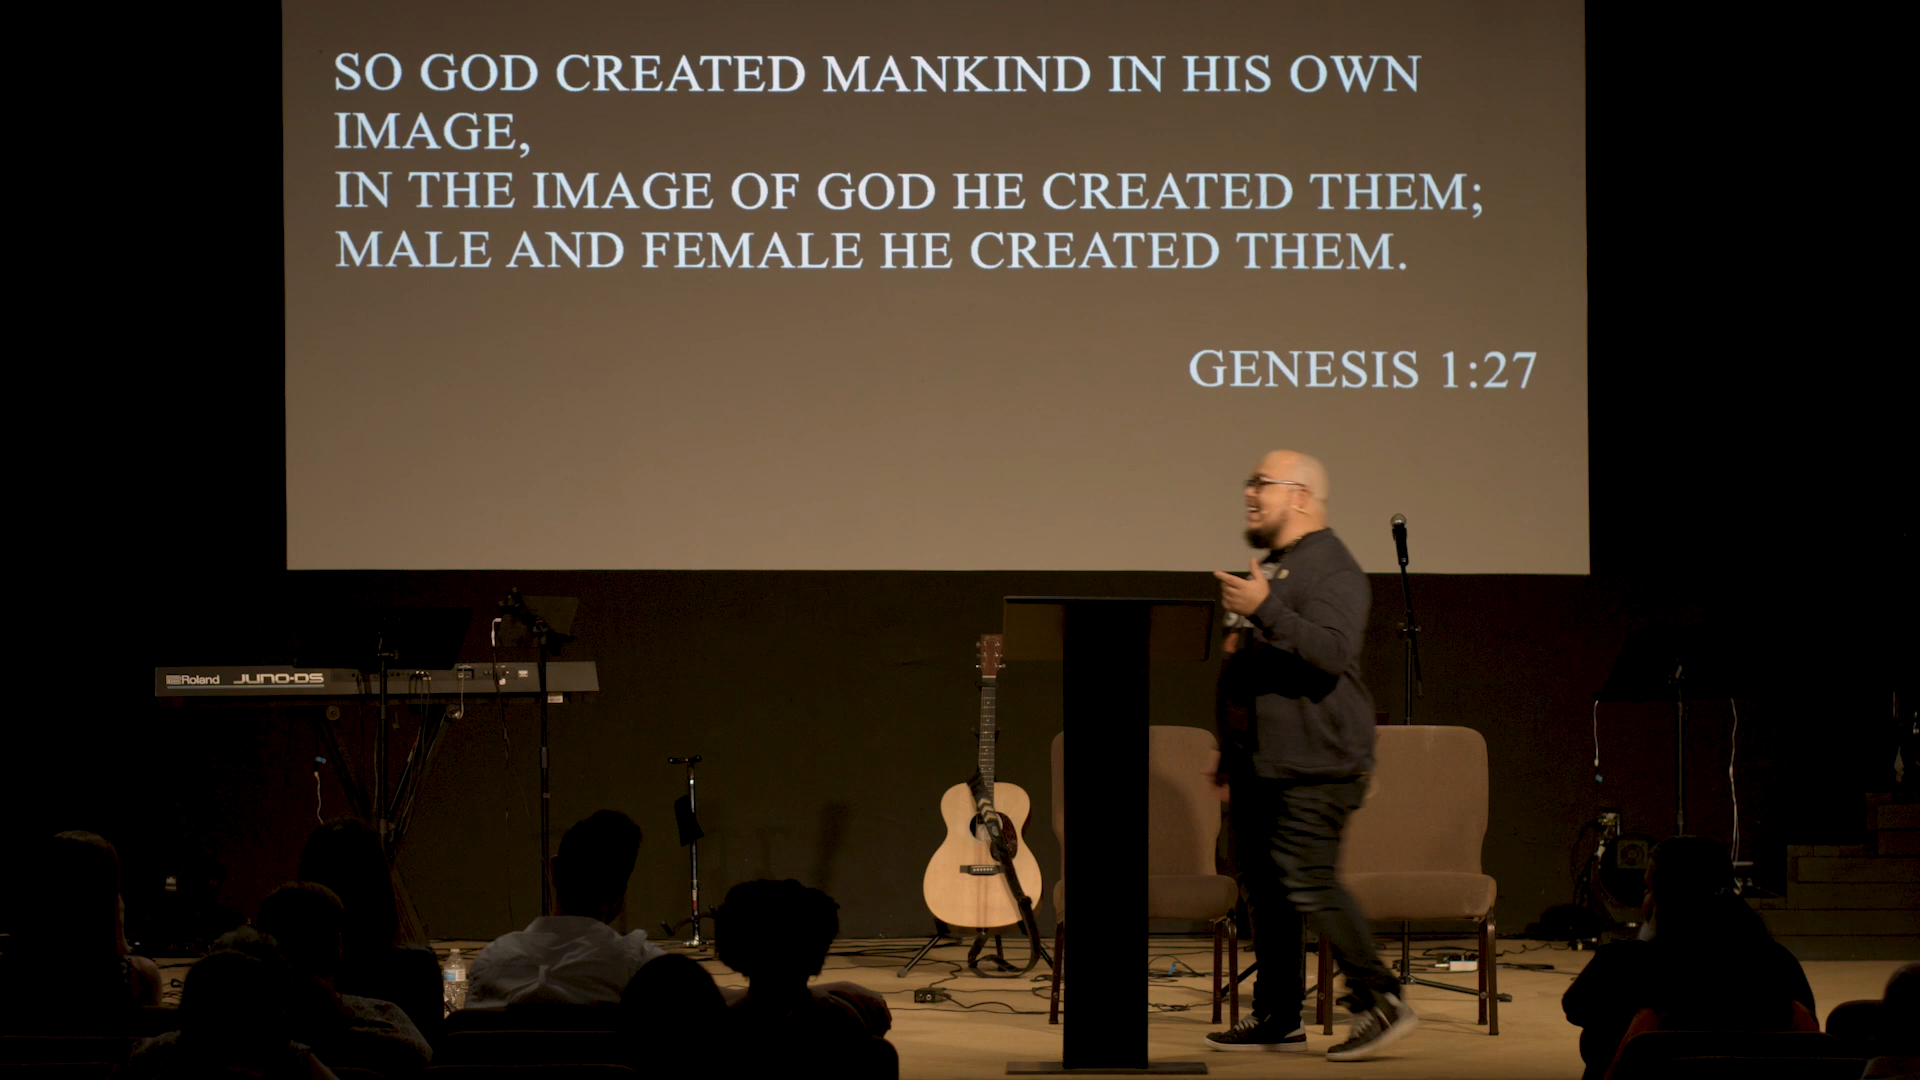 SO GOD CREATED MANKIND IN HIS OWN
IMAGE,
IN THE IMAGE OF GOD HE CREATED THEM;
MALE AND FEMALE HE CREATED THEM.
GENESIS 1:27
Roland JUNO-DS